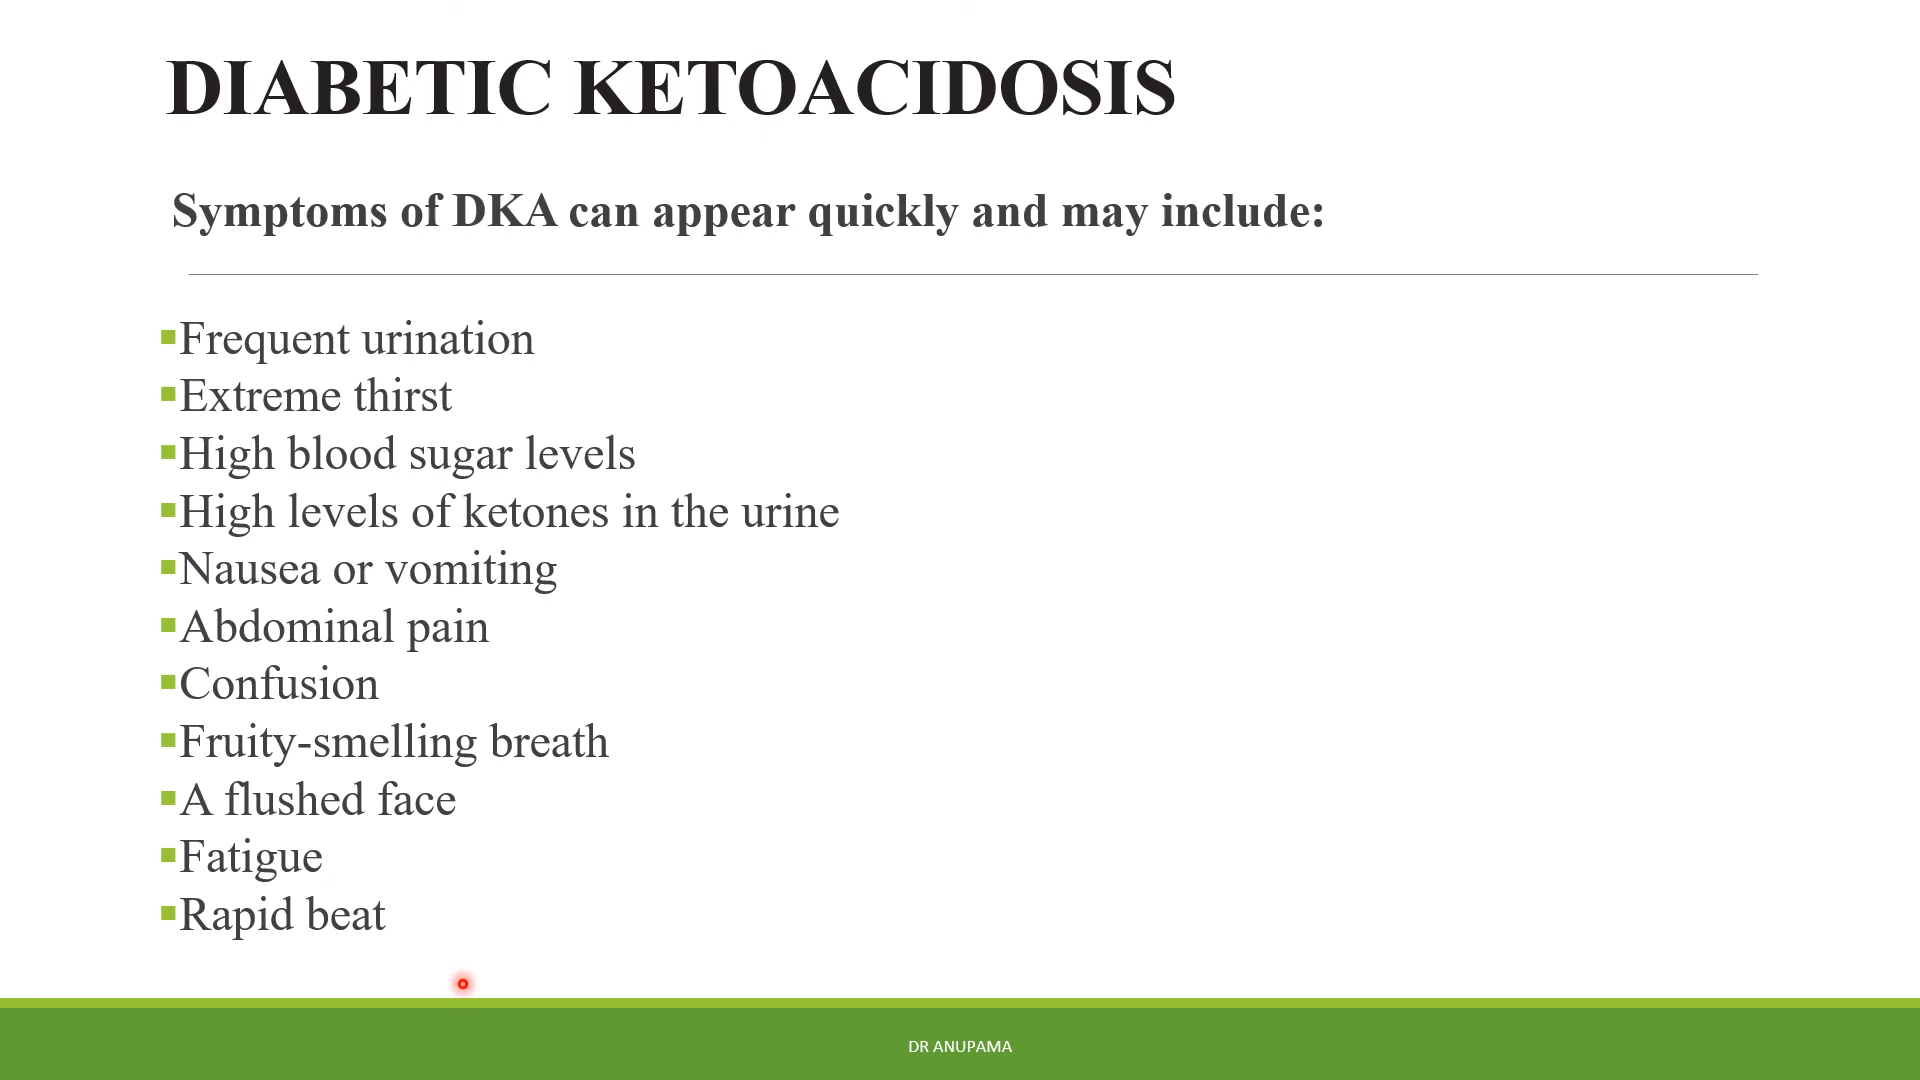 DIABETIC KETOACIDOSIS
Symptoms of DKA can appear quickly and may include:
▪Frequent urination
▪Extreme thirst
▪High blood sugar levels
▪High levels of ketones in the urine
▪Nausea or vomiting
▪Abdominal pain
▪Confusion
▪Fruity-smelling breath
▪A flushed face
▪Fatigue
▪Rapid beat
DR ANUPAMA